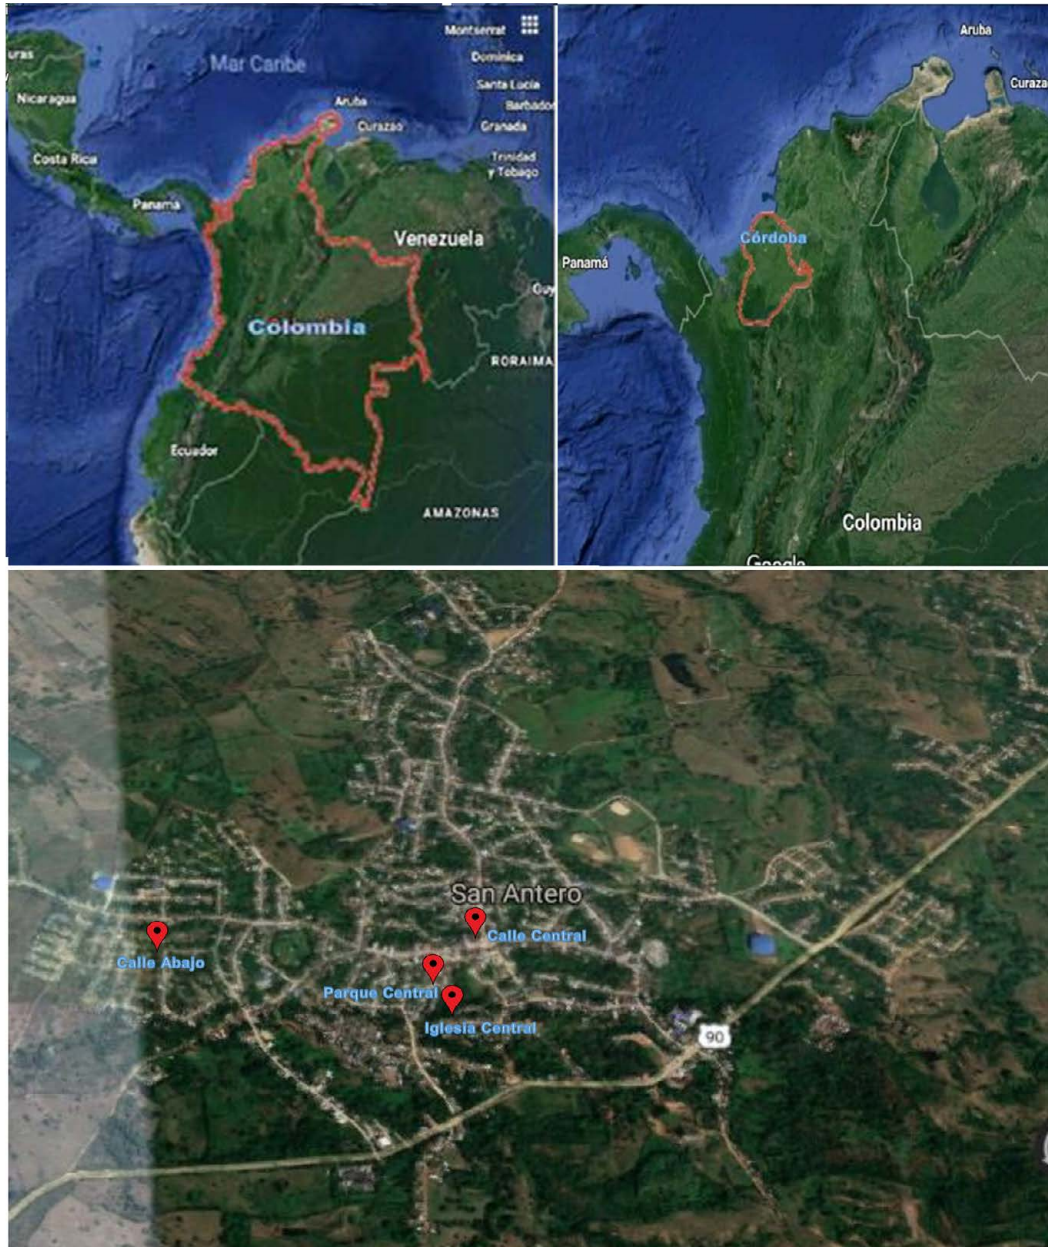 Montserrat
uras
Mar Caribe
Dominica
Santa Lucía
Nicaragua
Aruba
Barbados
Curazao
Granada
Costa Rica
Trinidad
y Tobago
Panamá
Venezuela
Guy
Colombia
RORAIMA
Ecuador
AMAZONAS
Aruba
Curaza
Córdoba
Panamá
Colombia
Google
San Antero
Calle Central
Calle Abajo
Parque Central
Iglesia Central
90